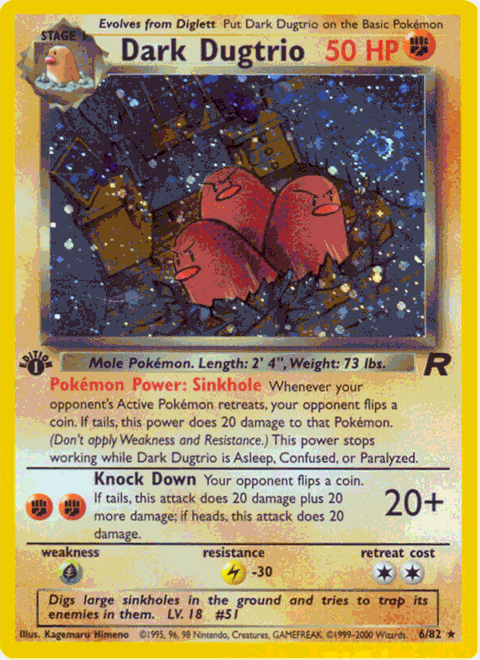 Evolves from Diglett Put Dark Dugtrio on the Basic Pokémon
STAGE 1
Dark Dugtrio 50 HP
EDITION
1
Mole Pokémon. Length: 2' 4", Weight: 73 lbs.
R
Pokémon Power: Sinkhole Whenever your
opponent's Active Pokémon retreats, your opponent flips a
coin. If tails, this power does 20 damage to that Pokémon.
(Don't apply Weakness and Resistance.) This power stops
working while Dark Dugtrio is Asleep, Confused, or Paralyzed.
Knock Down Your opponent flips a coin.
If tails, this attack does 20 damage plus 20
more damage; if heads, this attack does 20
damage.
20+
weakness resistance retreat cost
-30
Digs large sinkholes in the ground and tries to trap its
enemies in them. LV. 18 #51
Illus. Kagemaru Himeno ©1995, 96, 98 Nintendo, Creatures, GAMEFREAK. ©1999-2000 Wizards. 6/82 ★